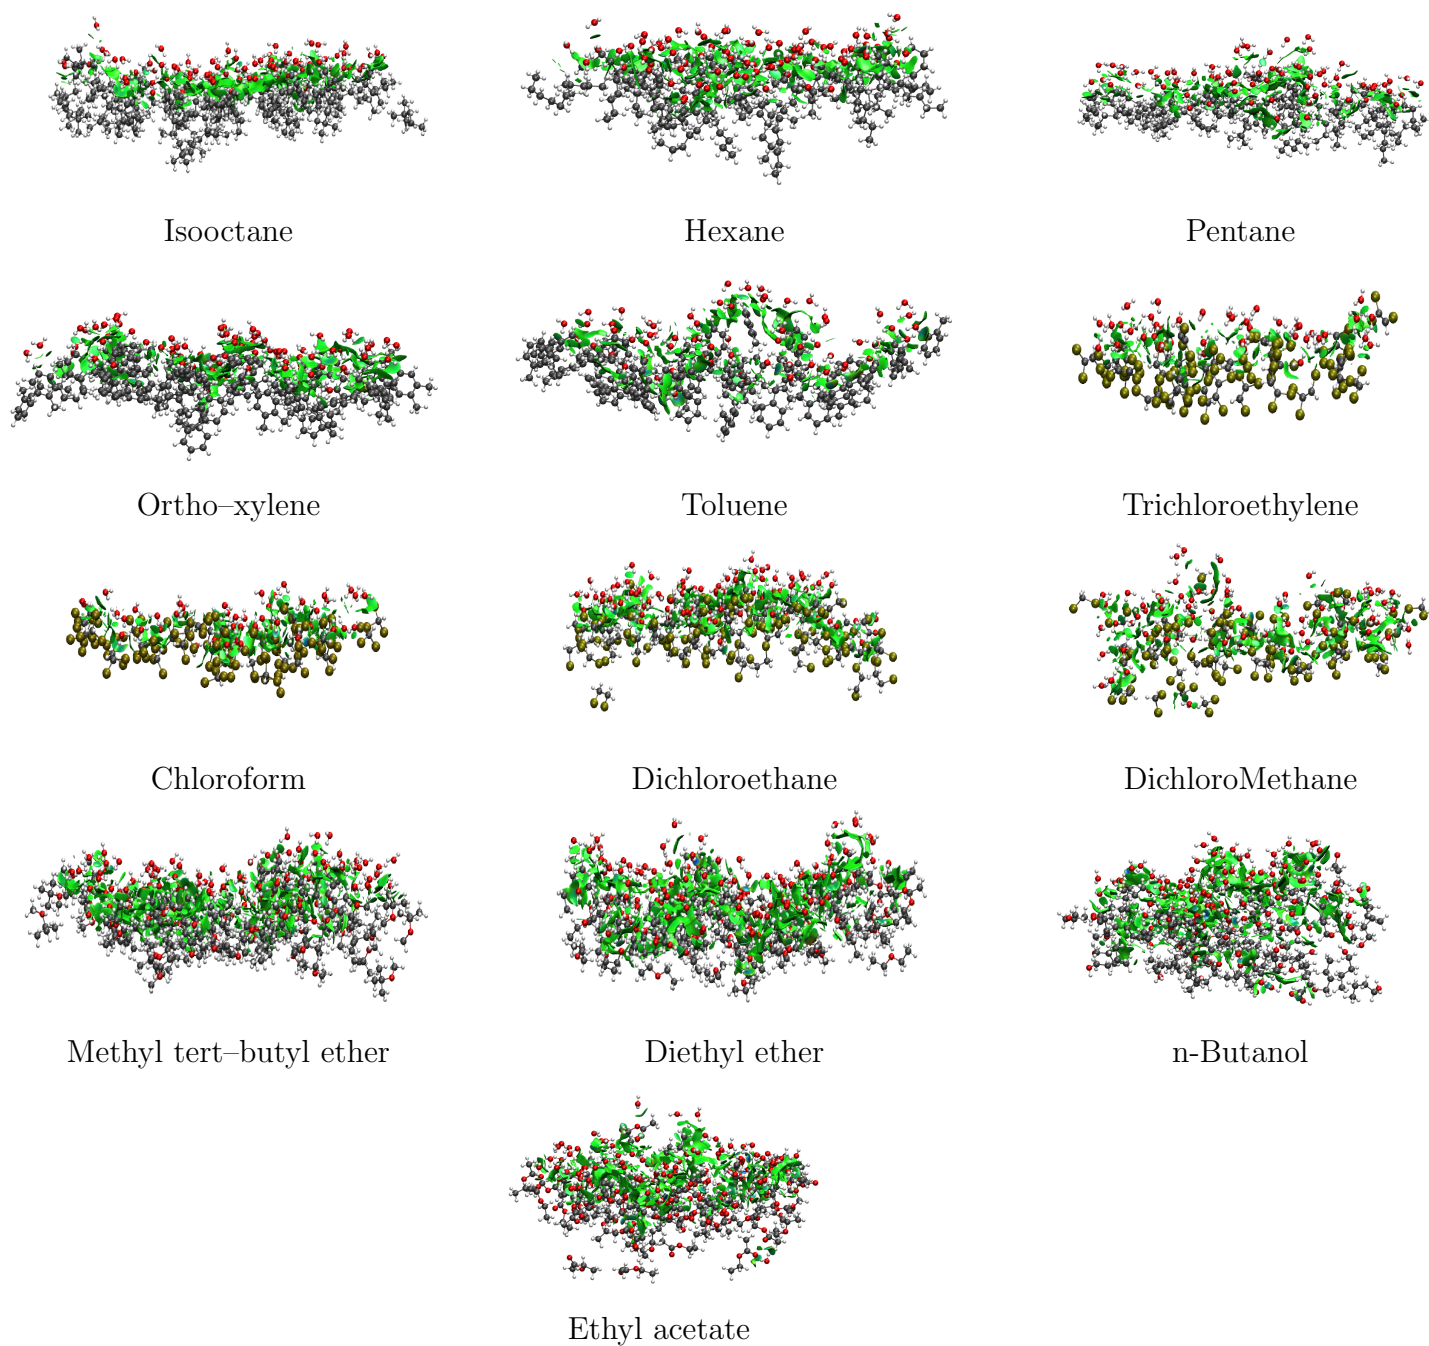 Isooctane
Hexane
Pentane
Ortho–xylene
Toluene
Trichloroethylene
Chloroform
Dichloroethane
DichloroMethane
Methyl tert–butyl ether
Diethyl ether
n-Butanol
Ethyl acetate